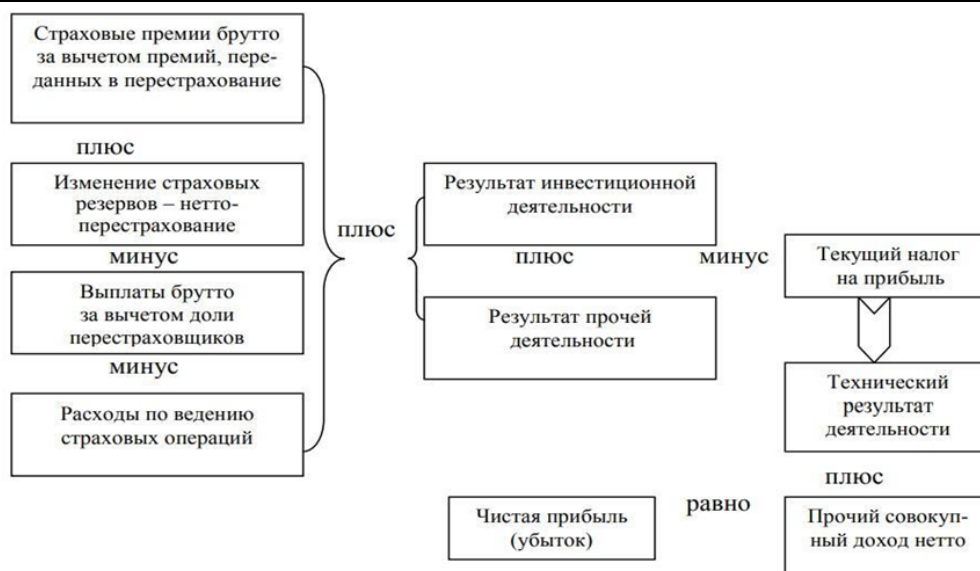 Страховые премии брутто
за вычетом премий, пере-
данных в перестрахование
плюс
Изменение страховых
резервов – нетто-
перестрахование
минус
Выплаты брутто
за вычетом доли
перестраховщиков
минус
Расходы по ведению
страховых операций
плюс
Результат инвестиционной
деятельности
плюс
Результат прочей
деятельности
минус
Текущий налог
на прибыль
Технический
результат
деятельности
плюс
Прочий совокуп-
ный доход нетто
равно
Чистая прибыль
(убыток)